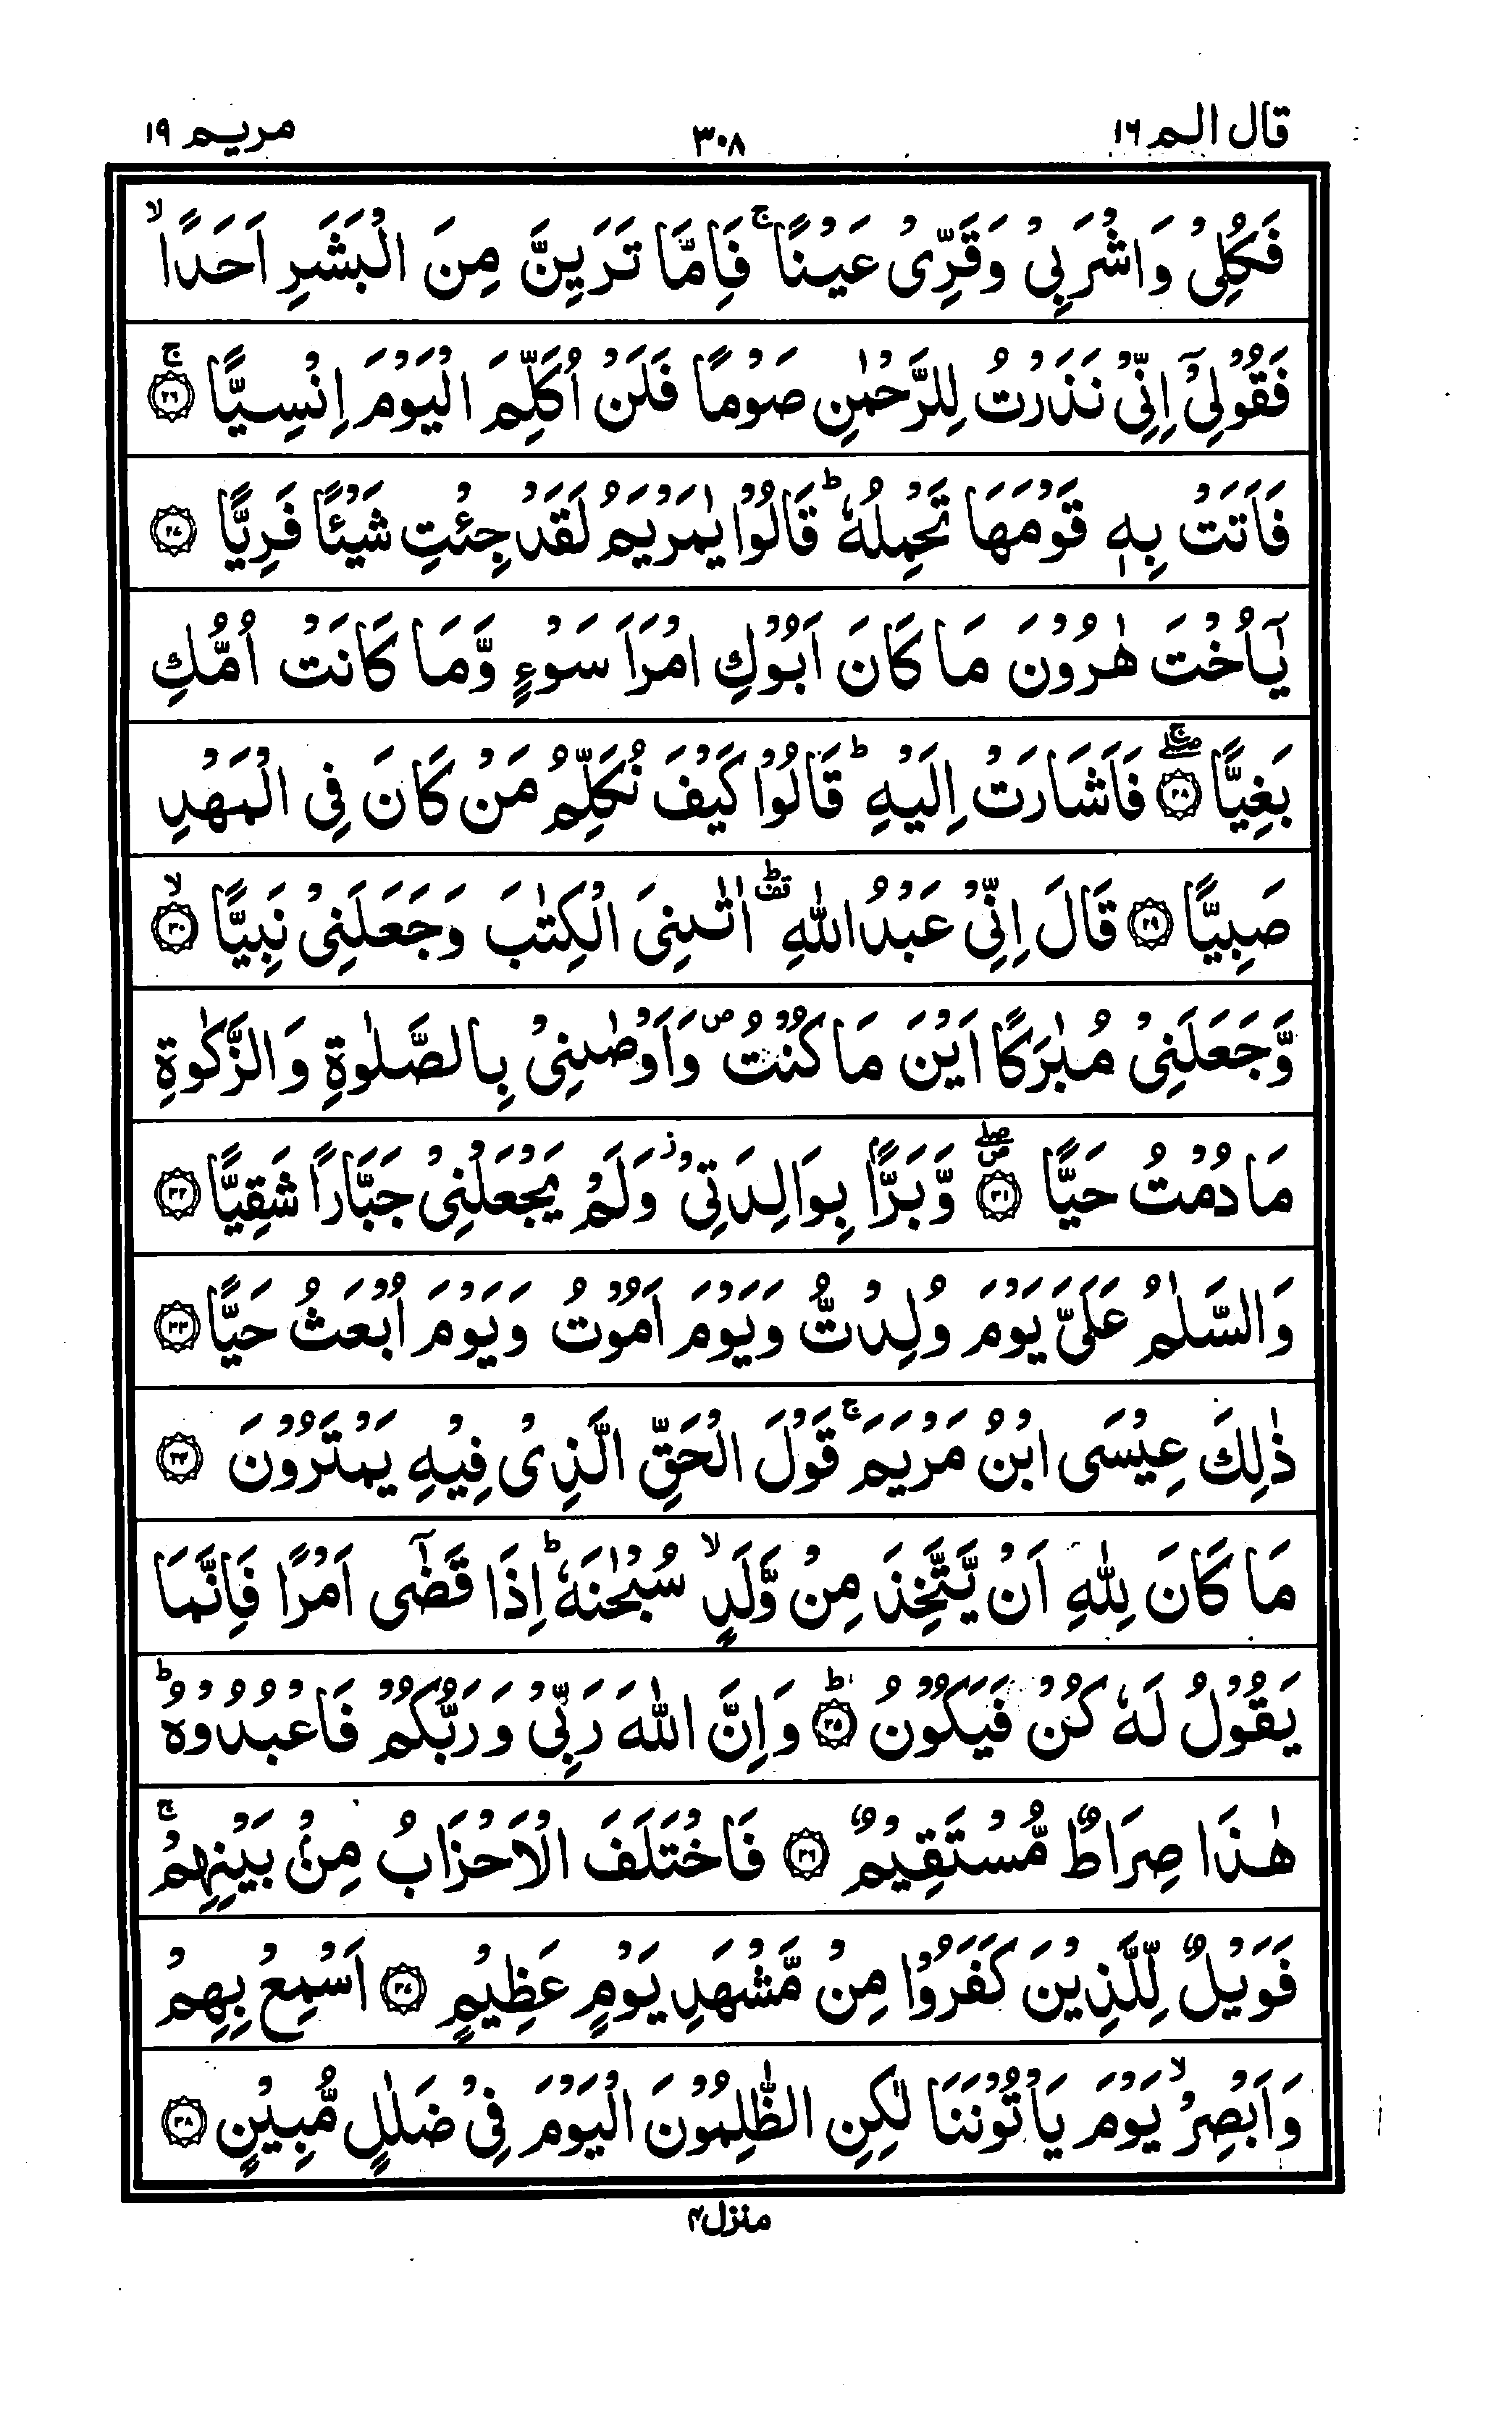 قال الم ١٦
٣٠٨
مريم ١٩
فَكُلِىْ وَاشْرَبِىْ وَقَرِّىْ عَيْنًا ۚ فَاِمَّا تَرَيِنَّ مِنَ الْبَشَرِ اَحَدًا ۙ
فَقُوْلِىْٓ اِنِّىْ نَذَرْتُ لِلرَّحْمٰنِ صَوْمًا فَلَنْ اُكَلِّمَ الْيَوْمَ اِنْسِيًّا ۚ ﴿٢٦﴾
فَاَتَتْ بِهٖ قَوْمَهَا تَحْمِلُهٗ ؕ قَالُوْا يٰمَرْيَمُ لَقَدْ جِئْتِ شَيْئًا فَرِيًّا ﴿٢٧﴾
يٰٓاُخْتَ هٰرُوْنَ مَا كَانَ اَبُوْكِ امْرَاَ سَوْءٍ وَّمَا كَانَتْ اُمُّكِ
بَغِيًّا ۖۚ ﴿٢٨﴾ فَاَشَارَتْ اِلَيْهِ ؕ قَالُوْا كَيْفَ نُكَلِّمُ مَنْ كَانَ فِى الْمَهْدِ
صَبِيًّا ﴿٢٩﴾ قَالَ اِنِّىْ عَبْدُ اللّٰهِ ؕ قف اٰتٰىنِىَ الْكِتٰبَ وَجَعَلَنِىْ نَبِيًّا ۙ ﴿٣٠﴾
وَّجَعَلَنِىْ مُبٰرَكًا اَيْنَ مَا كُنْتُ ص وَاَوْصٰنِىْ بِالصَّلٰوةِ وَالزَّكٰوةِ
مَا دُمْتُ حَيًّا ۖ ص ﴿٣١﴾ وَّبَرًّا بِوَالِدَتِىْ ز وَلَمْ يَجْعَلْنِىْ جَبَّارًا شَقِيًّا ﴿٣٢﴾
وَالسَّلٰمُ عَلَىَّ يَوْمَ وُلِدْتُّ وَيَوْمَ اَمُوْتُ وَيَوْمَ اُبْعَثُ حَيًّا ﴿٣٣﴾
ذٰلِكَ عِيْسَى ابْنُ مَرْيَمَ ۚ قَوْلَ الْحَقِّ الَّذِىْ فِيْهِ يَمْتَرُوْنَ ﴿٣٤﴾
مَا كَانَ لِلّٰهِ اَنْ يَّتَّخِذَ مِنْ وَّلَدٍ ۙ سُبْحٰنَهٗ ؕ اِذَا قَضٰٓى اَمْرًا فَاِنَّمَا
يَقُوْلُ لَهٗ كُنْ فَيَكُوْنُ ؕ ﴿٣٥﴾ وَاِنَّ اللّٰهَ رَبِّىْ وَرَبُّكُمْ فَاعْبُدُوْهُ ؕ
هٰذَا صِرَاطٌ مُّسْتَقِيْمٌ ﴿٣٦﴾ فَاخْتَلَفَ الْاَحْزَابُ مِنْۢ بَيْنِهِمْ ۚ
فَوَيْلٌ لِّلَّذِيْنَ كَفَرُوْا مِنْ مَّشْهَدِ يَوْمٍ عَظِيْمٍ ﴿٣٧﴾ اَسْمِعْ بِهِمْ
وَاَبْصِرْ ۙ يَوْمَ يَاْتُوْنَنَا لٰكِنِ الظّٰلِمُوْنَ الْيَوْمَ فِىْ ضَلٰلٍ مُّبِيْنٍ ﴿٣٨﴾
منزل ٤